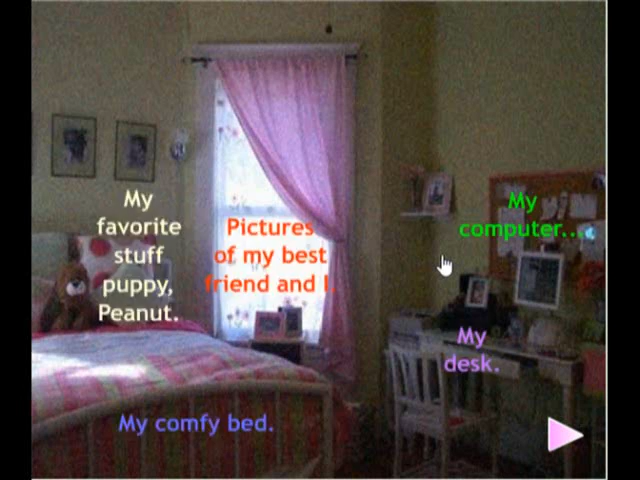 My
favorite
stuff
puppy,
Peanut.
Pictures
of my best
friend and I.
My
computer...
My
desk.
My comfy bed.